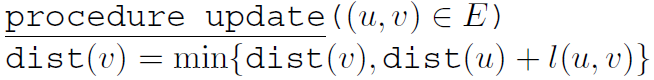 procedure update((u, v) ∈ E)
dist(v) = min{dist(v), dist(u) + l(u, v)}